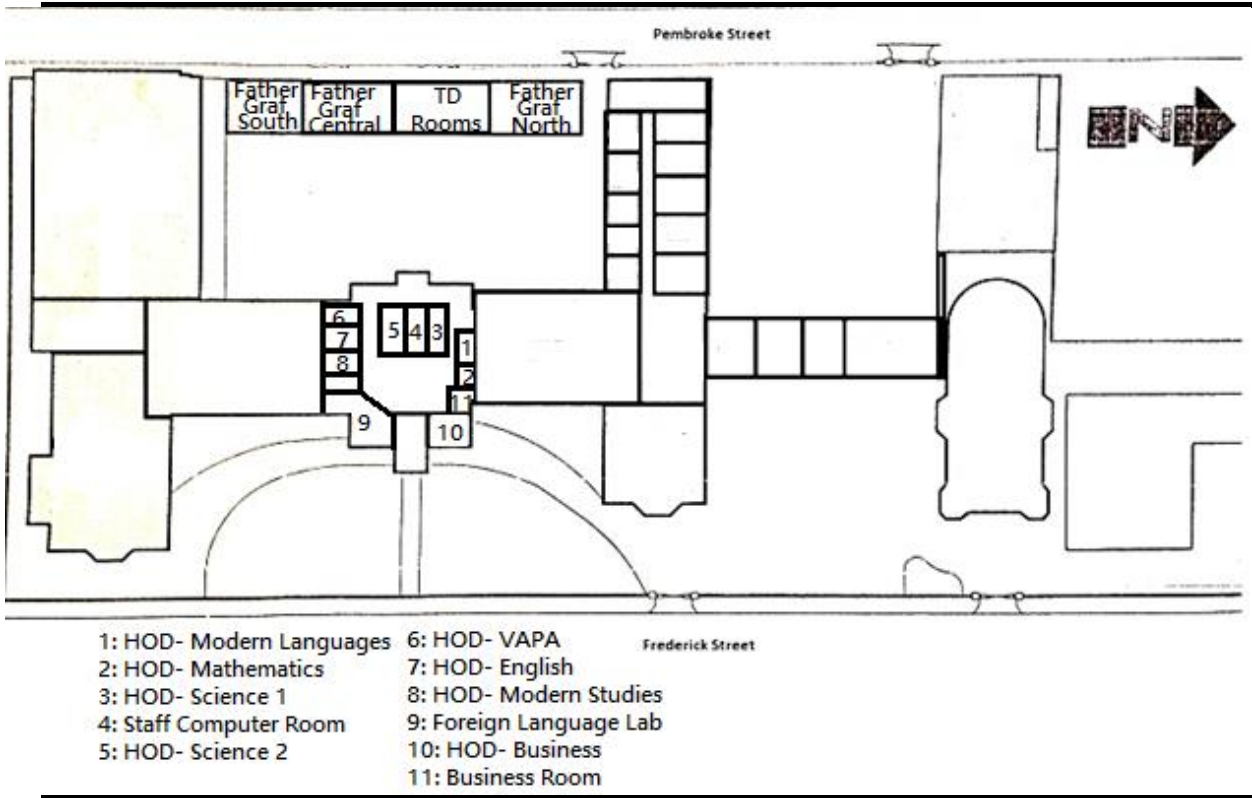 Pembroke Street
Father Graf South
Father Graf Central
TD Rooms
Father Graf North
N
6
7
8
5
4
3
1
2
11
9
10
1: HOD- Modern Languages
2: HOD- Mathematics
3: HOD- Science 1
4: Staff Computer Room
5: HOD- Science 2
6: HOD- VAPA
7: HOD- English
8: HOD- Modern Studies
9: Foreign Language Lab
10: HOD- Business
11: Business Room
Frederick Street